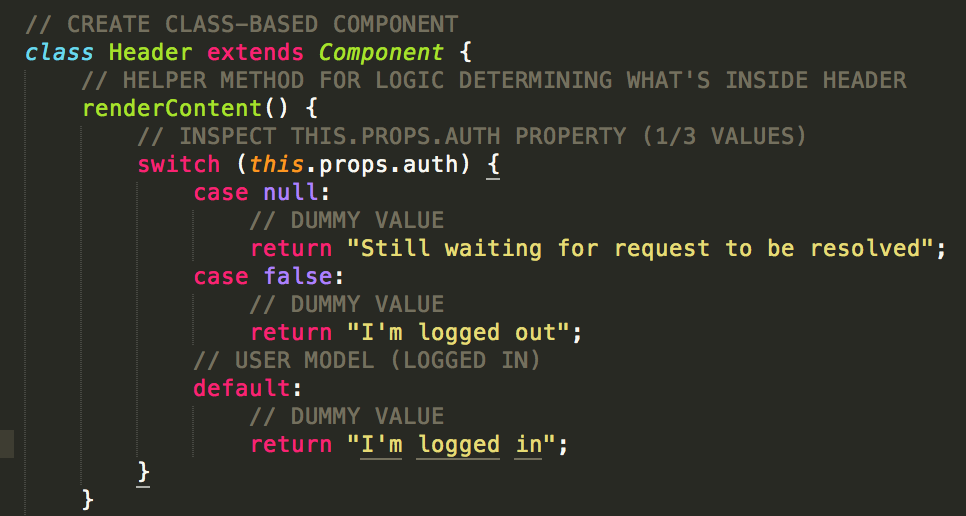 // CREATE CLASS-BASED COMPONENT
class Header extends Component {
// HELPER METHOD FOR LOGIC DETERMINING WHAT'S INSIDE HEADER
renderContent() {
// INSPECT THIS.PROPS.AUTH PROPERTY (1/3 VALUES)
switch (this.props.auth) {
case null:
// DUMMY VALUE
return "Still waiting for request to be resolved";
case false:
// DUMMY VALUE
return "I'm logged out";
// USER MODEL (LOGGED IN)
default:
// DUMMY VALUE
return "I'm logged in";
}
}